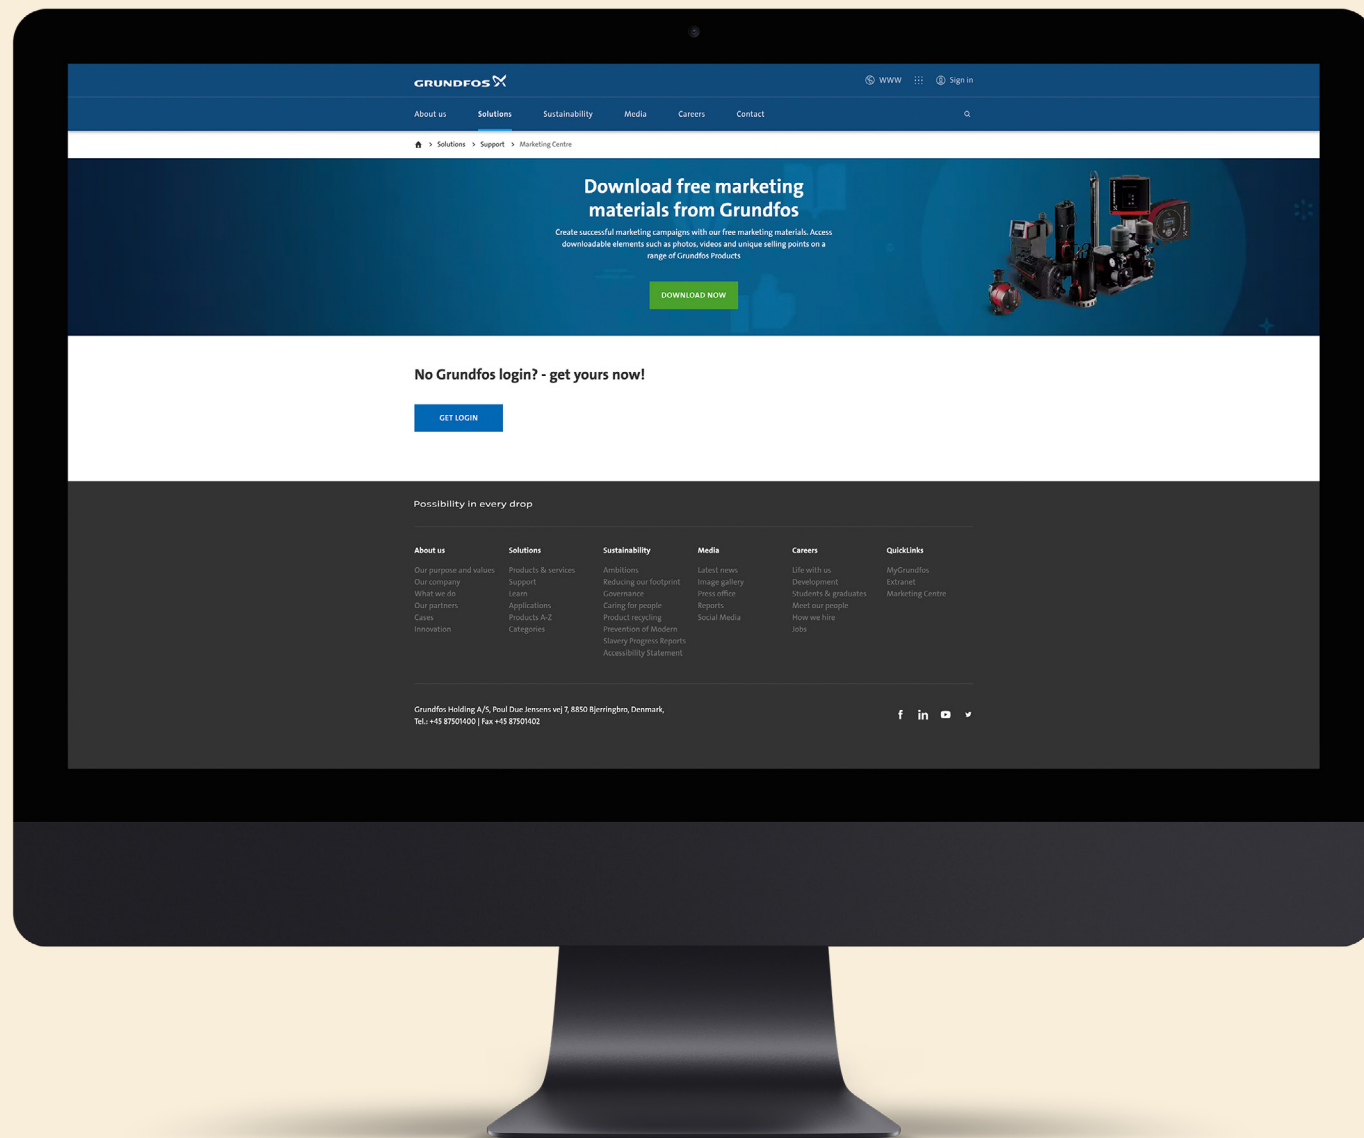 GRUNDFOS
WWW
Sign in
About us Solutions Sustainability Media Careers Contact
> Solutions > Support > Marketing Centre
Download free marketing
materials from Grundfos
Create successful marketing campaigns with our free marketing materials. Access
downloadable elements such as photos, videos and unique selling points on a
range of Grundfos Products
DOWNLOAD NOW
No Grundfos login? - get yours now!
GET LOGIN
Possibility in every drop
About us
Our purpose and values
Our company
What we do
Our partners
Cases
Innovation
Solutions
Products & services
Support
Learn
Applications
Products A-Z
Categories
Sustainability
Ambitions
Reducing our footprint
Governance
Caring for people
Product recycling
Prevention of Modern
Slavery Progress Reports
Accessibility Statement
Media
Latest news
Image gallery
Press office
Reports
Social Media
Careers
Life with us
Development
Students & graduates
Meet our people
How we hire
Jobs
QuickLinks
MyGrundfos
Extranet
Marketing Centre
Grundfos Holding A/S, Poul Due Jensens vej 7, 8850 Bjerringbro, Denmark,
Tel.: +45 87501400 | Fax +45 87501402